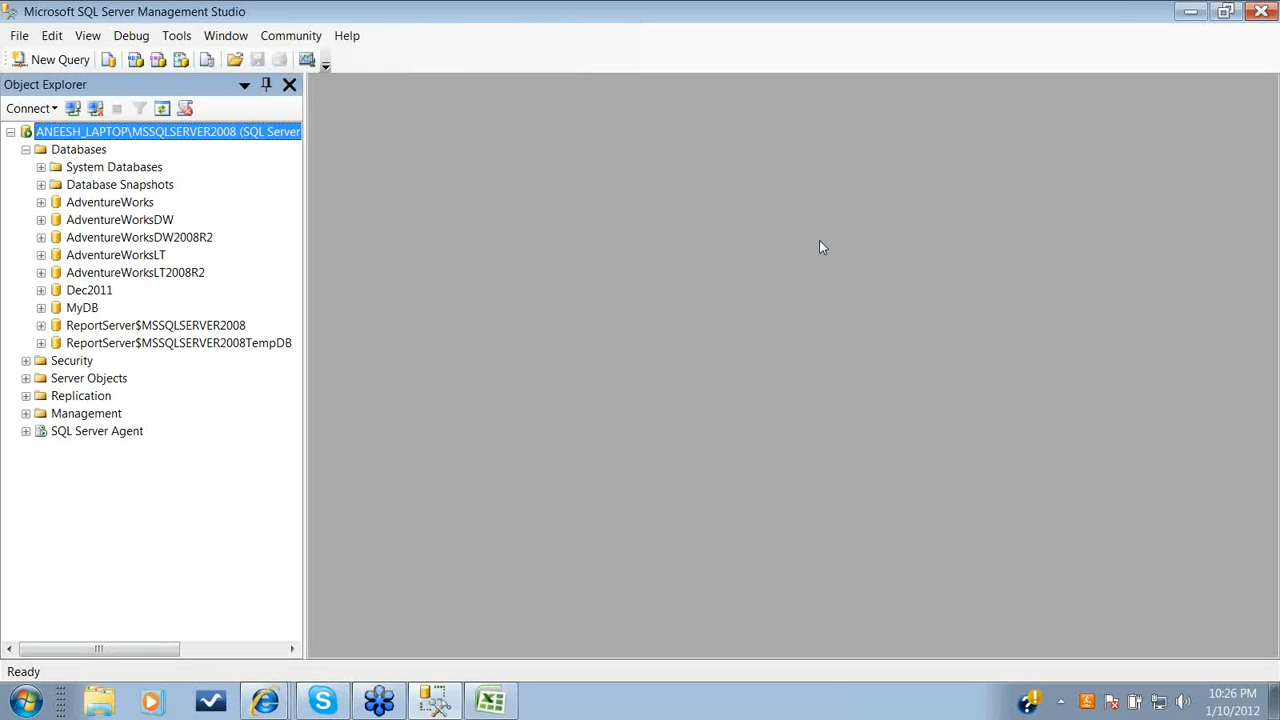 Microsoft SQL Server Management Studio
File Edit View Debug Tools Window Community Help
New Query
Object Explorer
Connect
ANEESH_LAPTOP\MSSQLSERVER2008 (SQL Server
Databases
System Databases
Database Snapshots
AdventureWorks
AdventureWorksDW
AdventureWorksDW2008R2
AdventureWorksLT
AdventureWorksLT2008R2
Dec2011
MyDB
ReportServer$MSSQLSERVER2008
ReportServer$MSSQLSERVER2008TempDB
Security
Server Objects
Replication
Management
SQL Server Agent
Ready
10:26 PM
1/10/2012